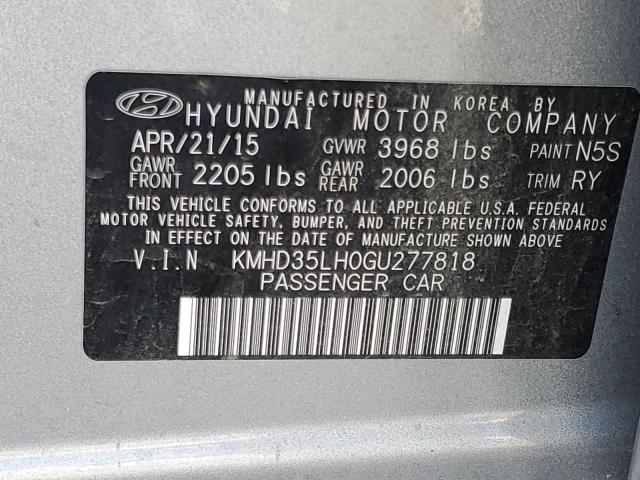 MANUFACTURED IN KOREA BY
HYUNDAI MOTOR COMPANY
APR/21/15 GVWR 3968 lbs PAINT N5S
GAWR FRONT 2205 lbs GAWR REAR 2006 lbs TRIM RY
THIS VEHICLE CONFORMS TO ALL APPLICABLE U.S.A. FEDERAL
MOTOR VEHICLE SAFETY, BUMPER, AND THEFT PREVENTION STANDARDS
IN EFFECT ON THE DATE OF MANUFACTURE SHOWN ABOVE.
V.I.N KMHD35LH0GU277818
PASSENGER CAR